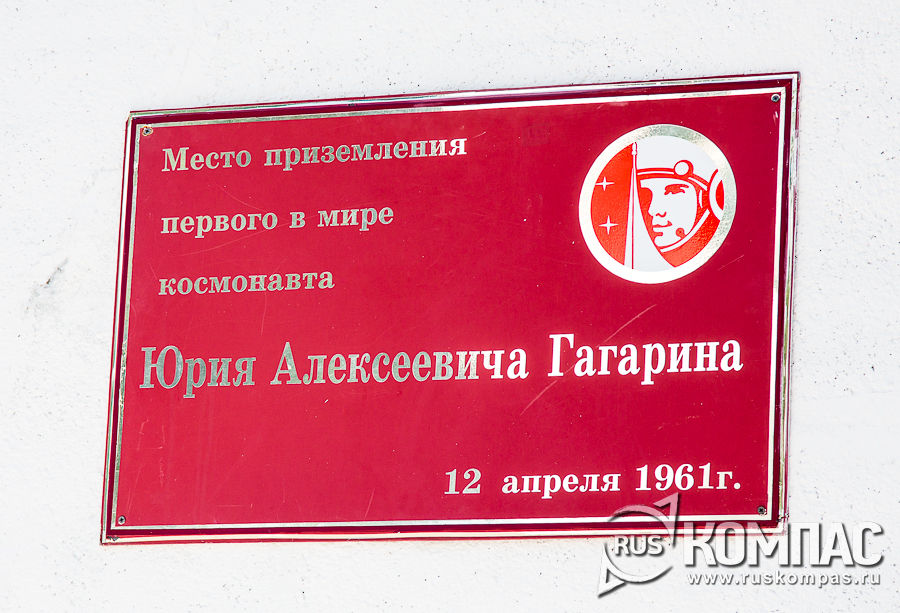 Место приземления
первого в мире
космонавта
Юрия Алексеевича Гагарина
12 апреля 1961г.
RUS КОМПАС
www.ruskompas.ru